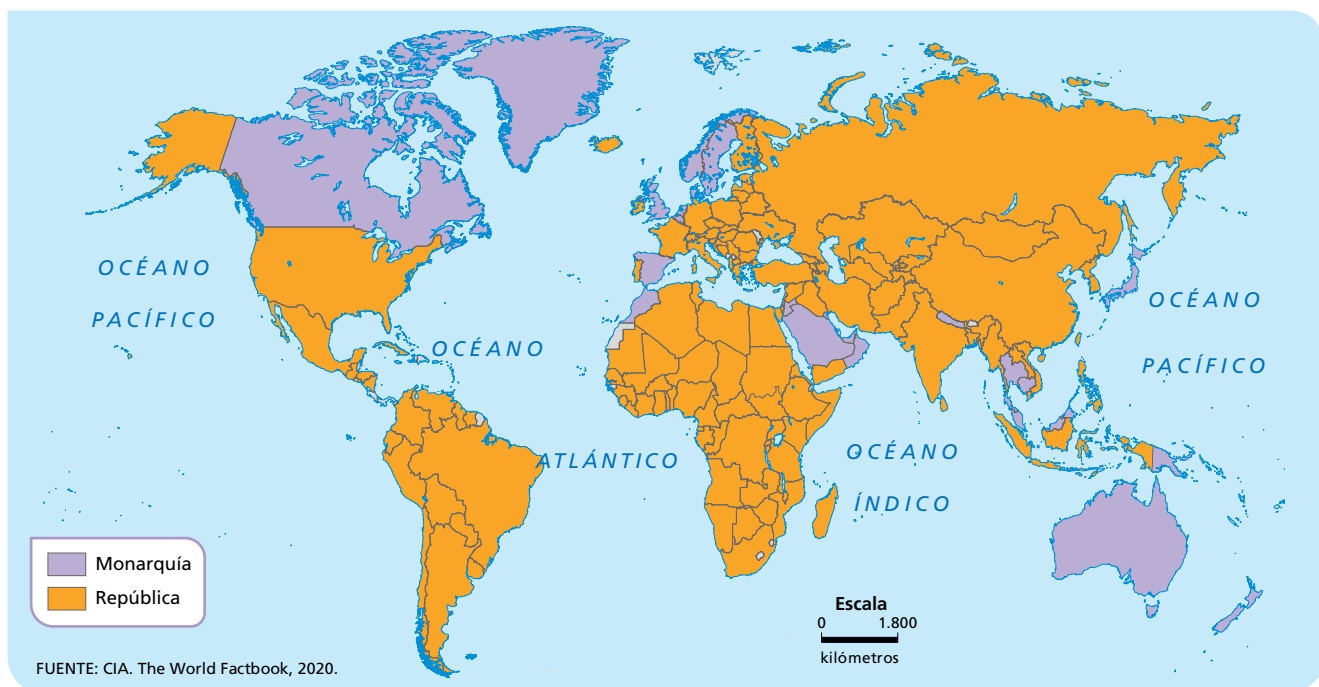 OCÉANO
PACÍFICO
OCÉANO
ATLÁNTICO
OCÉANO
ÍNDICO
OCÉANO
PACÍFICO
Monarquía
República
Escala
0 1.800
kilómetros
FUENTE: CIA. The World Factbook, 2020.